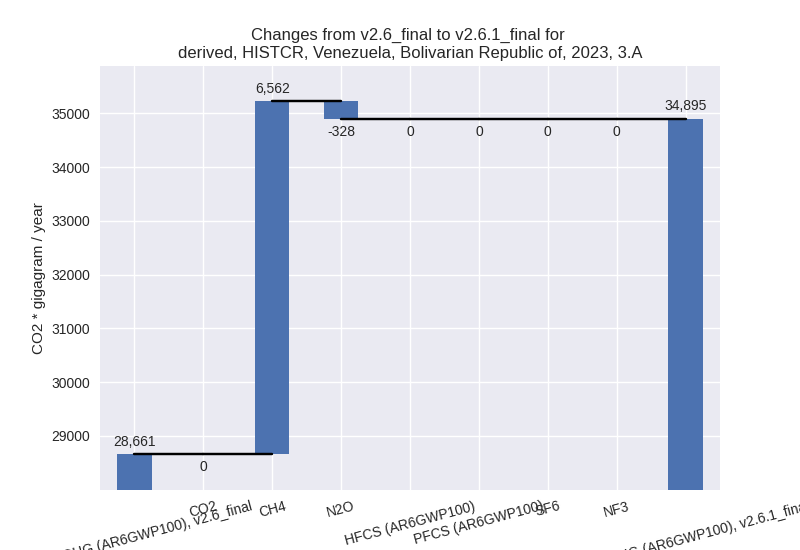 Changes from v2.6_final to v2.6.1_final for
derived, HISTCR, Venezuela, Bolivarian Republic of, 2023, 3.A
CO2 * gigagram / year
35000
34000
33000
32000
31000
30000
29000
28,661
0
6,562
-328
0
0
0
0
34,895
(AR6GWP100), v2.6_final
CO2
CH4
N2O
HFCS (AR6GWP100)
PFCS (AR6GWP100)
SF6
NF3
(AR6GWP100), v2.6.1_final